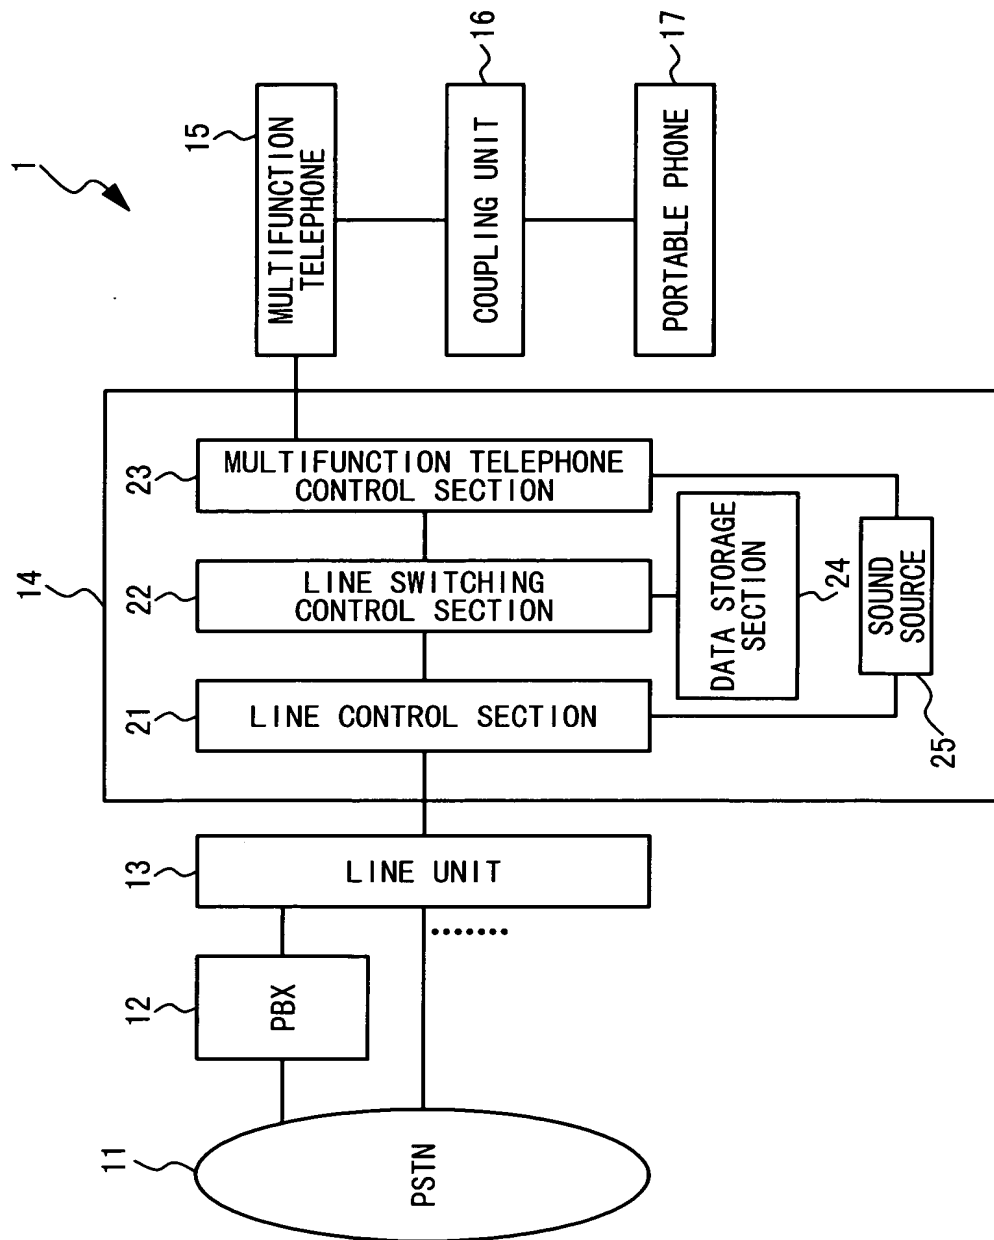 1
11
PSTN
12
PBX
13
LINE UNIT
14
21
LINE CONTROL SECTION
22
LINE SWITCHING
CONTROL SECTION
23
MULTIFUNCTION TELEPHONE
CONTROL SECTION
DATA STORAGE
SECTION
24
SOUND
SOURCE
25
15
MULTIFUNCTION
TELEPHONE
COUPLING UNIT
16
PORTABLE PHONE
17